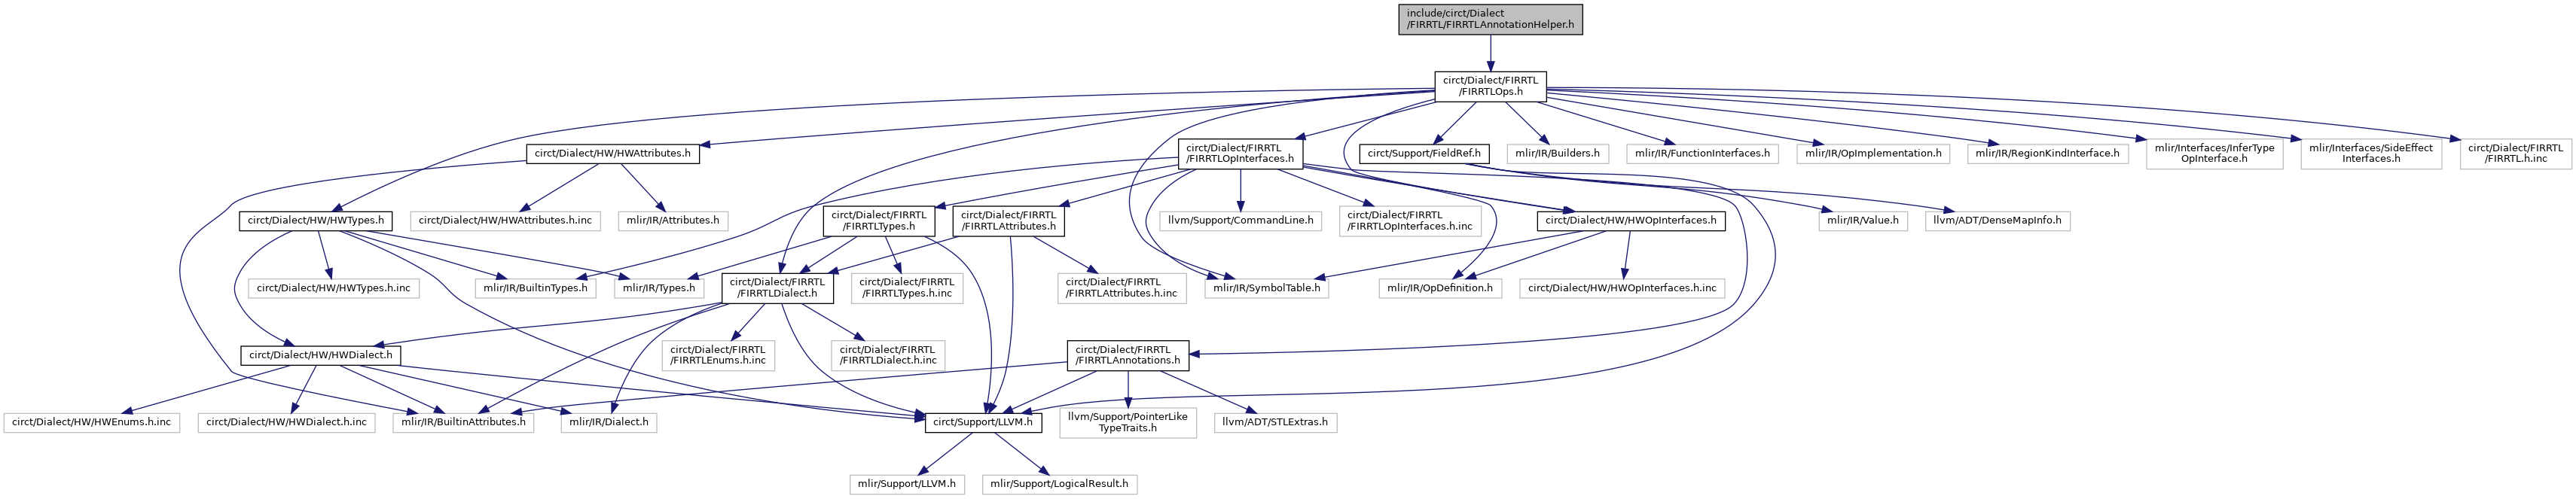 include/circt/Dialect
/FIRRTL/FIRRTLAnnotationHelper.h
circt/Dialect/FIRRTL
/FIRRTLOps.h
circt/Dialect/HW/HWAttributes.h
circt/Dialect/FIRRTL
/FIRRTLOpInterfaces.h
circt/Support/FieldRef.h
mlir/IR/Builders.h
mlir/IR/FunctionInterfaces.h
mlir/IR/OpImplementation.h
mlir/IR/RegionKindInterface.h
mlir/Interfaces/InferType
OpInterface.h
mlir/Interfaces/SideEffect
Interfaces.h
circt/Dialect/FIRRTL
/FIRRTL.h.inc
circt/Dialect/HW/HWTypes.h
circt/Dialect/HW/HWAttributes.h.inc
mlir/IR/Attributes.h
circt/Dialect/FIRRTL
/FIRRTLTypes.h
circt/Dialect/FIRRTL
/FIRRTLAttributes.h
llvm/Support/CommandLine.h
circt/Dialect/FIRRTL
/FIRRTLOpInterfaces.h.inc
circt/Dialect/HW/HWOpInterfaces.h
mlir/IR/Value.h
llvm/ADT/DenseMapInfo.h
circt/Dialect/HW/HWTypes.h.inc
mlir/IR/BuiltinTypes.h
mlir/IR/Types.h
circt/Dialect/FIRRTL
/FIRRTLDialect.h
circt/Dialect/FIRRTL
/FIRRTLTypes.h.inc
circt/Dialect/FIRRTL
/FIRRTLAttributes.h.inc
mlir/IR/SymbolTable.h
mlir/IR/OpDefinition.h
circt/Dialect/HW/HWOpInterfaces.h.inc
circt/Dialect/HW/HWDialect.h
circt/Dialect/FIRRTL
/FIRRTLEnums.h.inc
circt/Dialect/FIRRTL
/FIRRTLDialect.h.inc
circt/Dialect/FIRRTL
/FIRRTLAnnotations.h
circt/Dialect/HW/HWEnums.h.inc
circt/Dialect/HW/HWDialect.h.inc
mlir/IR/BuiltinAttributes.h
mlir/IR/Dialect.h
circt/Support/LLVM.h
llvm/Support/PointerLike
TypeTraits.h
llvm/ADT/STLExtras.h
mlir/Support/LLVM.h
mlir/Support/LogicalResult.h